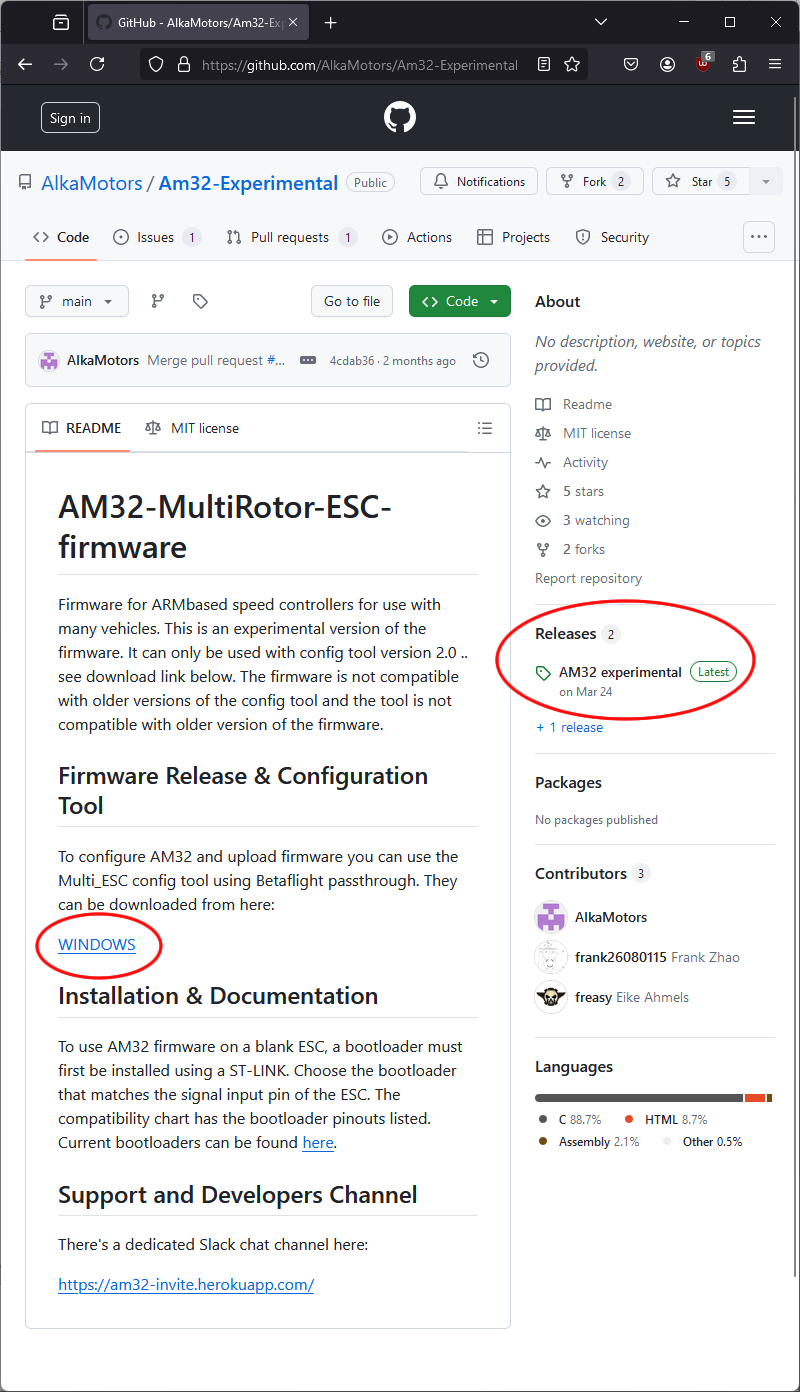 GitHub - AlkaMotors/Am32-Exp
6
https://github.com/AlkaMotors/Am32-Experimental
Sign in
AlkaMotors / Am32-Experimental Public
Notifications
Fork 2
Star 5
Code
Issues 1
Pull requests 1
Actions
Projects
Security
main
Go to file
Code
AlkaMotors Merge pull request #... 4cdab36 · 2 months ago
README
MIT license
AM32-MultiRotor-ESC-
firmware
Firmware for ARMbased speed controllers for use with
many vehicles. This is an experimental version of the
firmware. It can only be used with config tool version 2.0 ..
see download link below. The firmware is not compatible
with older versions of the config tool and the tool is not
compatible with older version of the firmware.
Firmware Release & Configuration
Tool
To configure AM32 and upload firmware you can use the
Multi_ESC config tool using Betaflight passthrough. They
can be downloaded from here:
WINDOWS
Installation & Documentation
To use AM32 firmware on a blank ESC, a bootloader must
first be installed using a ST-LINK. Choose the bootloader
that matches the signal input pin of the ESC. The
compatibility chart has the bootloader pinouts listed.
Current bootloaders can be found here.
Support and Developers Channel
There's a dedicated Slack chat channel here:
https://am32-invite.herokuapp.com/
About
No description, website, or topics
provided.
Readme
MIT license
Activity
5 stars
3 watching
2 forks
Report repository
Releases 2
AM32 experimental Latest
on Mar 24
+ 1 release
Packages
No packages published
Contributors 3
AlkaMotors
frank26080115 Frank Zhao
freasy Eike Ahmels
Languages
C 88.7%
HTML 8.7%
Assembly 2.1%
Other 0.5%